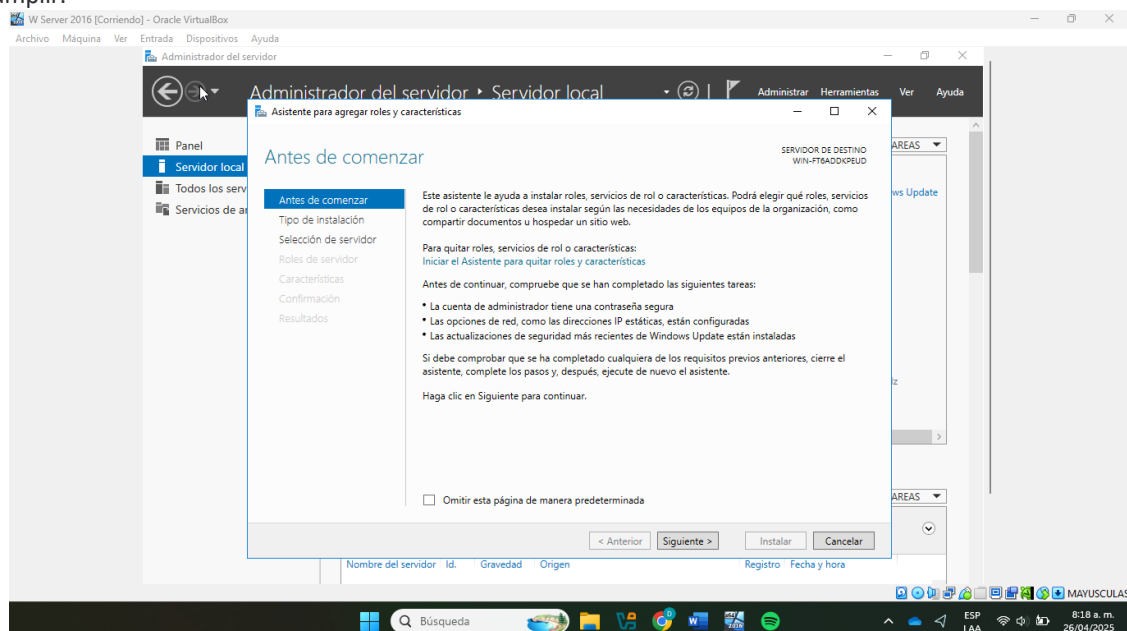 W Server 2016 [Corriendo] - Oracle VirtualBox
Archivo Máquina Ver Entrada Dispositivos Ayuda
Administrador del servidor
Administrador del servidor Servidor local
Administrar Herramientas Ver Ayuda
Asistente para agregar roles y características
Panel
Servidor local
Todos los serv
Servicios de
Antes de comenzar
SERVIDOR DE DESTINO
WIN-FT6ADDKPEUD
AREAS
ws Update
Antes de comenzar
Tipo de instalación
Selección de servidor
Roles de servidor
Características
Confirmación
Resultados
Este asistente le ayuda a instalar roles, servicios de rol o características. Podrá elegir qué roles, servicios
de rol o características desea instalar según las necesidades de los equipos de la organización, como
compartir documentos u hospedar un sitio web.
Para quitar roles, servicios de rol o características:
Iniciar el Asistente para quitar roles y características
Antes de continuar, compruebe que se han completado las siguientes tareas:
• La cuenta de administrador tiene una contraseña segura
• Las opciones de red, como las direcciones IP estáticas, están configuradas
• Las actualizaciones de seguridad más recientes de Windows Update están instaladas
Si debe comprobar que se ha completado cualquiera de los requisitos previos anteriores, cierre el
asistente, complete los pasos y, después, ejecute de nuevo el asistente.
Haga clic en Siguiente para continuar.
Omitir esta página de manera predeterminada
AREAS
< Anterior Siguiente > Instalar Cancelar
Nombre del servidor Id. Gravedad Origen Registro Fecha y hora
MAYUSCULAS
Búsqueda
ESP
LAA
8:18 a. m.
26/04/2025